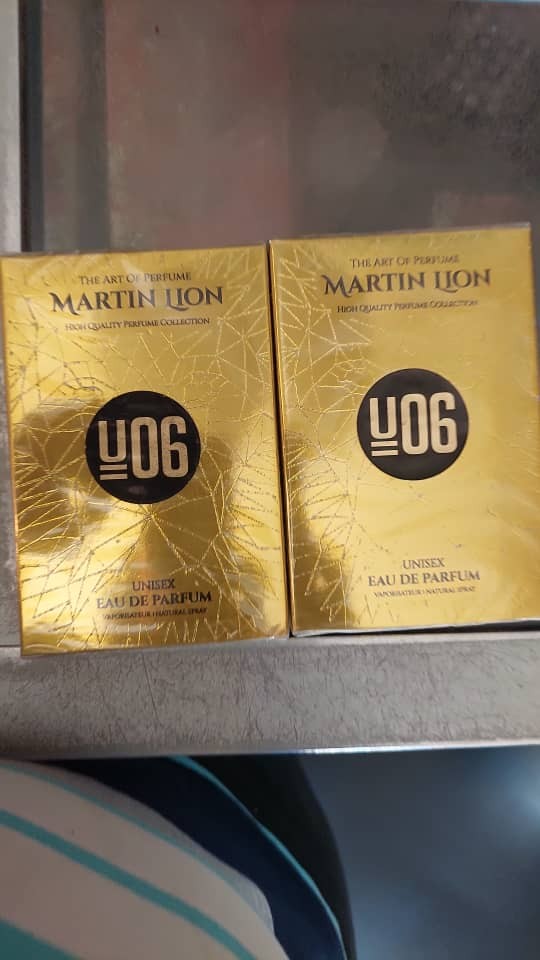 THE ART OF PERFUME
MARTIN LION
HIGH QUALITY PERFUME COLLECTION
U06
UNISEX
EAU DE PARFUM
VAPORISATEUR | NATURAL SPRAY
THE ART OF PERFUME
MARTIN LION
HIGH QUALITY PERFUME COLLECTION
U06
UNISEX
EAU DE PARFUM
VAPORISATEUR | NATURAL SPRAY